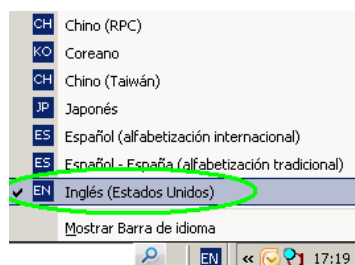 CH Chino (RPC)
KO Coreano
CH Chino (Taiwán)
JP Japonés
ES Español (alfabetización internacional)
ES Español - España (alfabetización tradicional)
EN Inglés (Estados Unidos)
Mostrar Barra de idioma
EN « 17:19